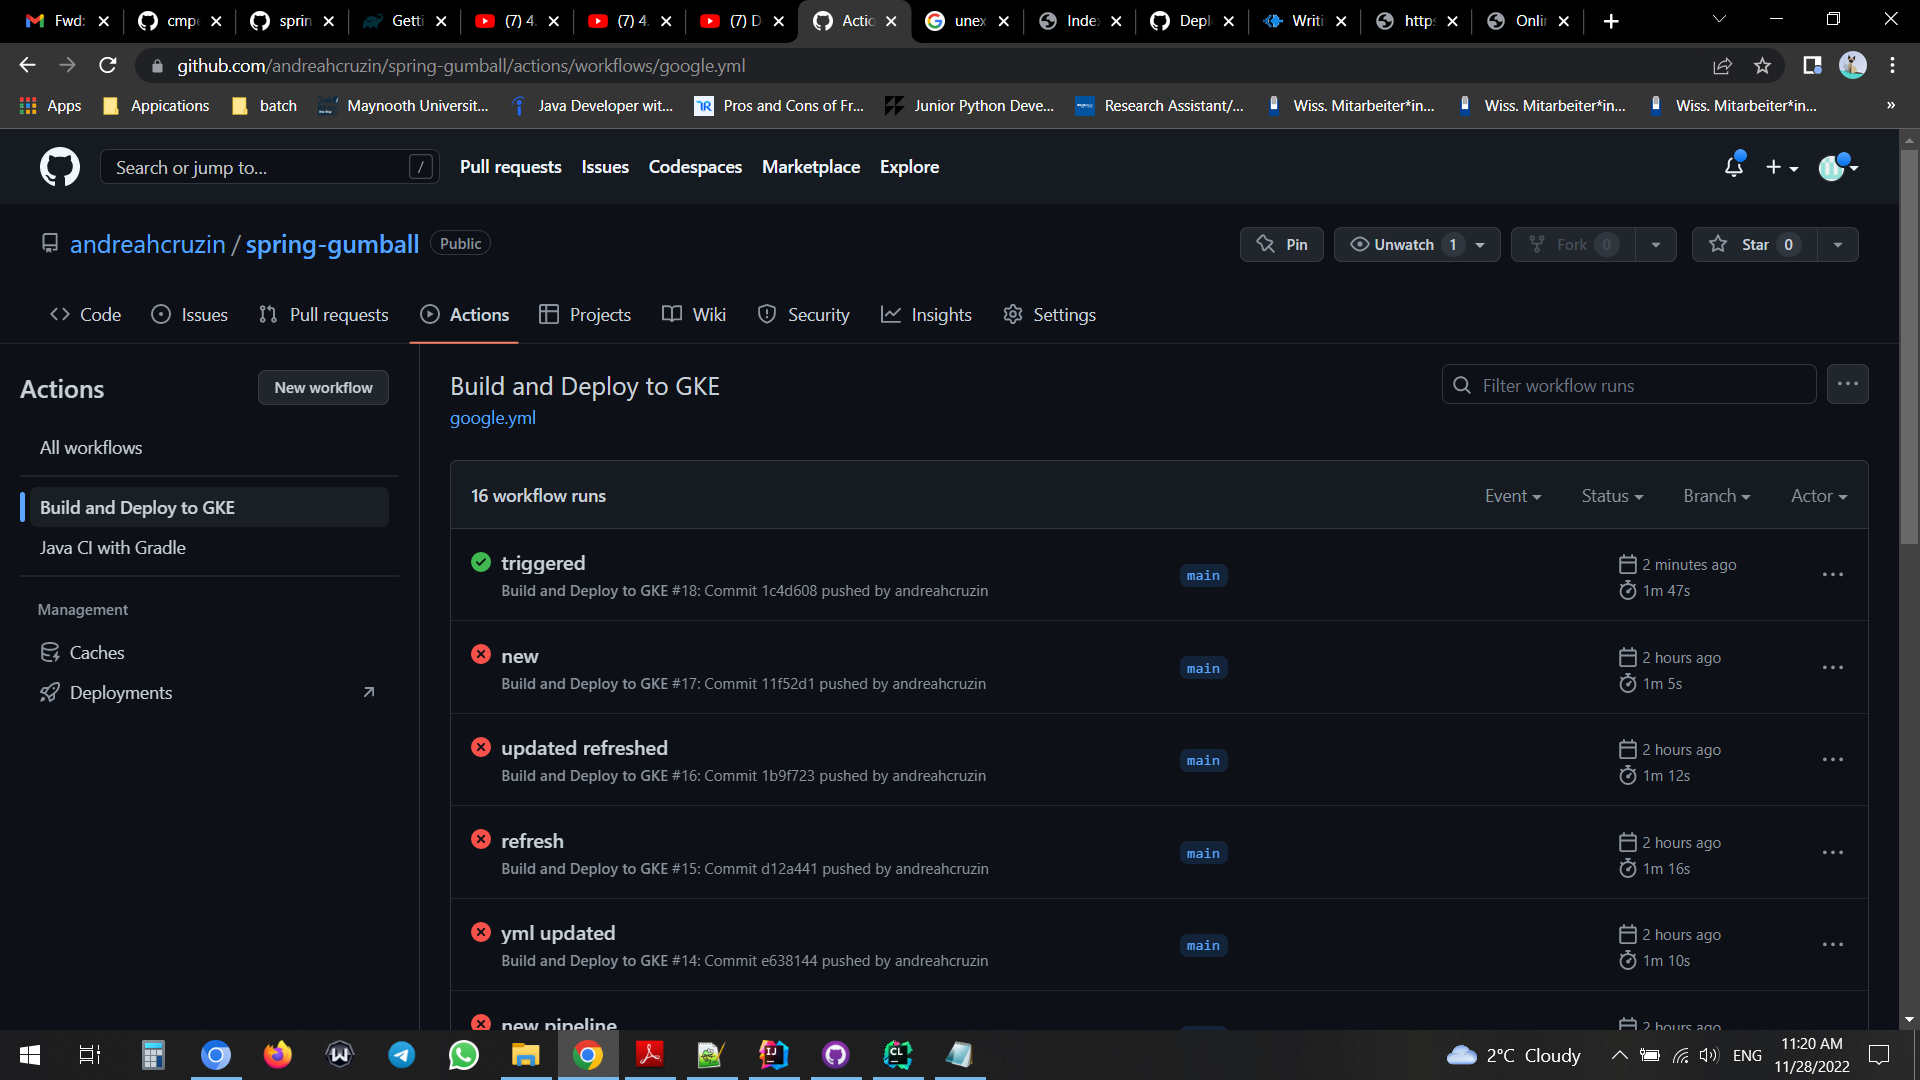 Fwd:
cmpe
sprin
Getti
(7) 4.
(7) 4.
(7) D
Actic
unex
Index
Depl
Writi
https
Onlin
github.com/andreahcruzin/spring-gumball/actions/workflows/google.yml
Apps
Appications
batch
Maynooth Universit...
Java Developer wit...
Pros and Cons of Fr...
Junior Python Deve...
Research Assistant/...
Wiss. Mitarbeiter*in...
Wiss. Mitarbeiter*in...
Wiss. Mitarbeiter*in...
»
Search or jump to... /
Pull requests
Issues
Codespaces
Marketplace
Explore
andreahcruzin / spring-gumball Public
Pin
Unwatch 1
Fork 0
Star 0
Code
Issues
Pull requests
Actions
Projects
Wiki
Security
Insights
Settings
Actions
New workflow
All workflows
Build and Deploy to GKE
Java CI with Gradle
Management
Caches
Deployments
Build and Deploy to GKE
google.yml
Filter workflow runs
16 workflow runs
Event
Status
Branch
Actor
triggered
Build and Deploy to GKE #18: Commit 1c4d608 pushed by andreahcruzin
main
2 minutes ago
1m 47s
new
Build and Deploy to GKE #17: Commit 11f52d1 pushed by andreahcruzin
main
2 hours ago
1m 5s
updated refreshed
Build and Deploy to GKE #16: Commit 1b9f723 pushed by andreahcruzin
main
2 hours ago
1m 12s
refresh
Build and Deploy to GKE #15: Commit d12a441 pushed by andreahcruzin
main
2 hours ago
1m 16s
yml updated
Build and Deploy to GKE #14: Commit e638144 pushed by andreahcruzin
main
2 hours ago
1m 10s
new pipeline
2 hours ago
2°C Cloudy
ENG
11:20 AM
11/28/2022